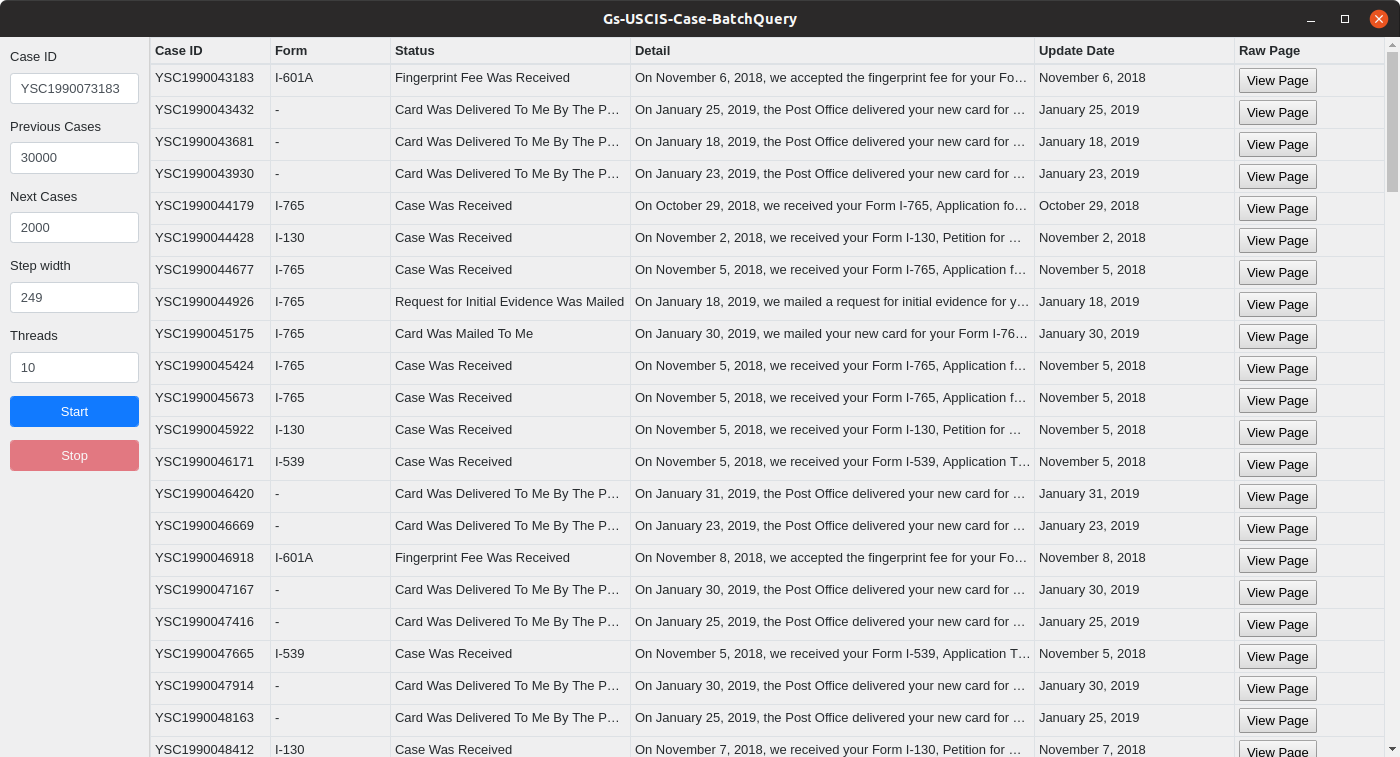 Gs-USCIS-Case-BatchQuery
Case ID
YSC1990073183
Previous Cases
30000
Next Cases
2000
Step width
249
Threads
10
Start
Stop
Case ID Form Status Detail Update Date Raw Page
YSC1990043183 I-601A Fingerprint Fee Was Received On November 6, 2018, we accepted the fingerprint fee for your Fo… November 6, 2018 View Page
YSC1990043432 - Card Was Delivered To Me By The P… On January 25, 2019, the Post Office delivered your new card for … January 25, 2019 View Page
YSC1990043681 - Card Was Delivered To Me By The P… On January 18, 2019, the Post Office delivered your new card for … January 18, 2019 View Page
YSC1990043930 - Card Was Delivered To Me By The P… On January 23, 2019, the Post Office delivered your new card for … January 23, 2019 View Page
YSC1990044179 I-765 Case Was Received On October 29, 2018, we received your Form I-765, Application fo… October 29, 2018 View Page
YSC1990044428 I-130 Case Was Received On November 2, 2018, we received your Form I-130, Petition for … November 2, 2018 View Page
YSC1990044677 I-765 Case Was Received On November 5, 2018, we received your Form I-765, Application f… November 5, 2018 View Page
YSC1990044926 I-765 Request for Initial Evidence Was Mailed On January 18, 2019, we mailed a request for initial evidence for y… January 18, 2019 View Page
YSC1990045175 I-765 Card Was Mailed To Me On January 30, 2019, we mailed your new card for your Form I-76… January 30, 2019 View Page
YSC1990045424 I-765 Case Was Received On November 5, 2018, we received your Form I-765, Application f… November 5, 2018 View Page
YSC1990045673 I-765 Case Was Received On November 5, 2018, we received your Form I-765, Application f… November 5, 2018 View Page
YSC1990045922 I-130 Case Was Received On November 5, 2018, we received your Form I-130, Petition for … November 5, 2018 View Page
YSC1990046171 I-539 Case Was Received On November 5, 2018, we received your Form I-539, Application T… November 5, 2018 View Page
YSC1990046420 - Card Was Delivered To Me By The P… On January 31, 2019, the Post Office delivered your new card for … January 31, 2019 View Page
YSC1990046669 - Card Was Delivered To Me By The P… On January 23, 2019, the Post Office delivered your new card for … January 23, 2019 View Page
YSC1990046918 I-601A Fingerprint Fee Was Received On November 8, 2018, we accepted the fingerprint fee for your Fo… November 8, 2018 View Page
YSC1990047167 - Card Was Delivered To Me By The P… On January 30, 2019, the Post Office delivered your new card for … January 30, 2019 View Page
YSC1990047416 - Card Was Delivered To Me By The P… On January 25, 2019, the Post Office delivered your new card for … January 25, 2019 View Page
YSC1990047665 I-539 Case Was Received On November 5, 2018, we received your Form I-539, Application T… November 5, 2018 View Page
YSC1990047914 - Card Was Delivered To Me By The P… On January 30, 2019, the Post Office delivered your new card for … January 30, 2019 View Page
YSC1990048163 - Card Was Delivered To Me By The P… On January 25, 2019, the Post Office delivered your new card for … January 25, 2019 View Page
YSC1990048412 I-130 Case Was Received On November 7, 2018, we received your Form I-130, Petition for … November 7, 2018 View Page